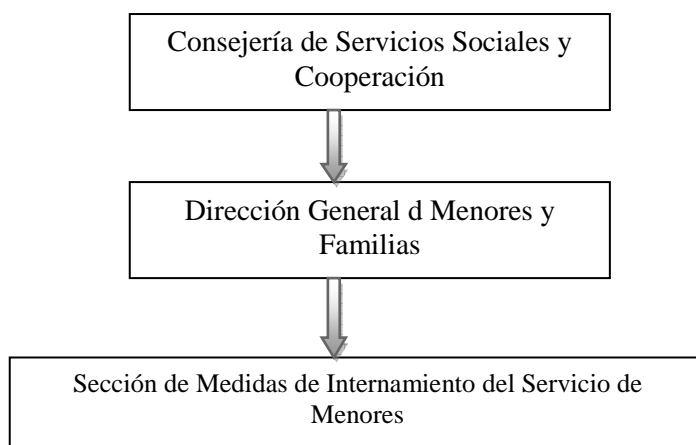 Consejería de Servicios Sociales y
Cooperación
Dirección General d Menores y
Familias
Sección de Medidas de Internamiento del Servicio de
Menores